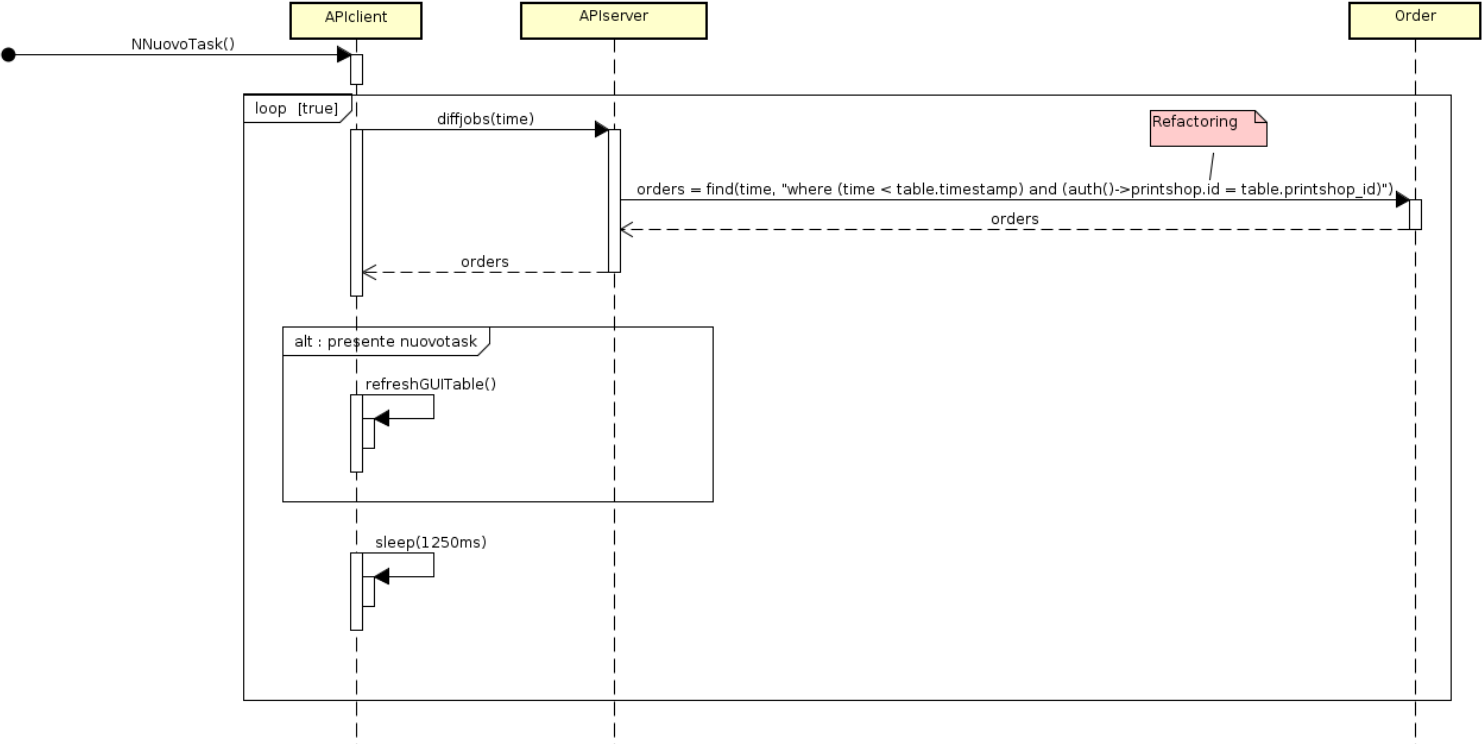 APIclient
APIserver
Order
NNuovoTask()
loop [true]
diffjobs(time)
Refactoring
orders = find(time, "where (time < table.timestamp) and (auth()->printshop.id = table.printshop_id)")
orders
orders
alt : presente nuovotask
refreshGUITable()
sleep(1250ms)